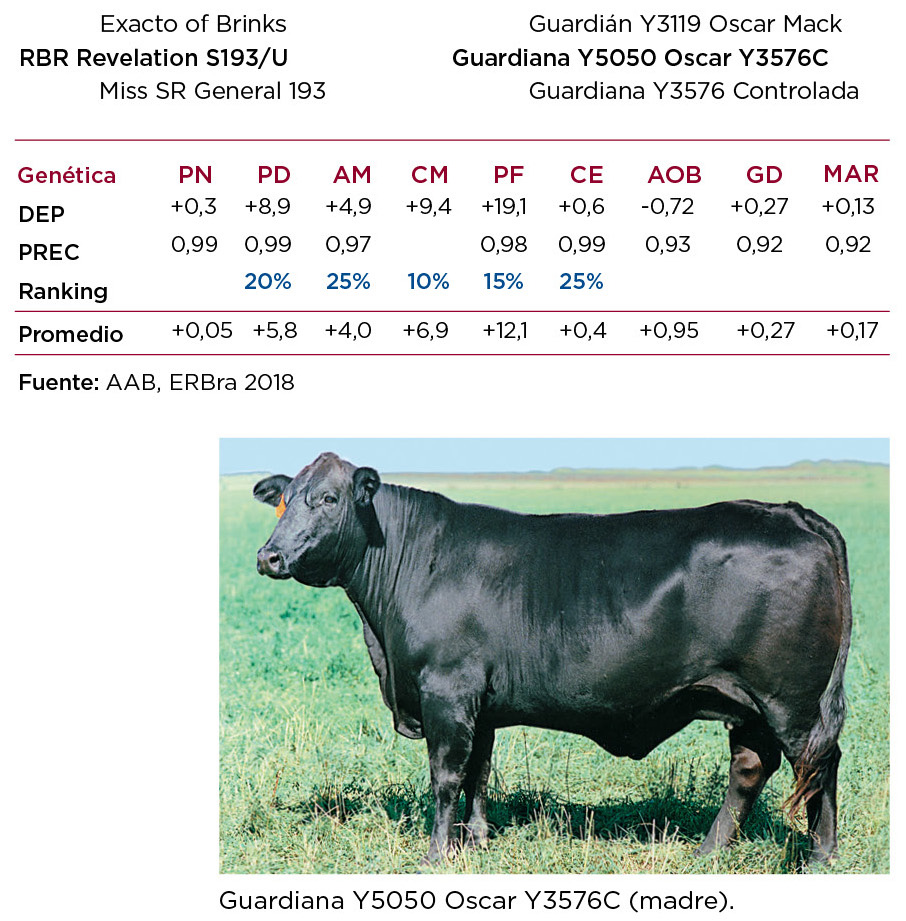 Exacto of Brinks Guardián Y3119 Oscar Mack
RBR Revelation S193/U Guardiana Y5050 Oscar Y3576C
Miss SR General 193 Guardiana Y3576 Controlada
Genética PN PD AM CM PF CE AOB GD MAR
DEP +0,3 +8,9 +4,9 +9,4 +19,1 +0,6 -0,72 +0,27 +0,13
PREC 0,99 0,99 0,97 0,98 0,99 0,93 0,92 0,92
Ranking 20% 25% 10% 15% 25%
Promedio +0,05 +5,8 +4,0 +6,9 +12,1 +0,4 +0,95 +0,27 +0,17
Fuente: AAB, ERBra 2018
Guardiana Y5050 Oscar Y3576C (madre).